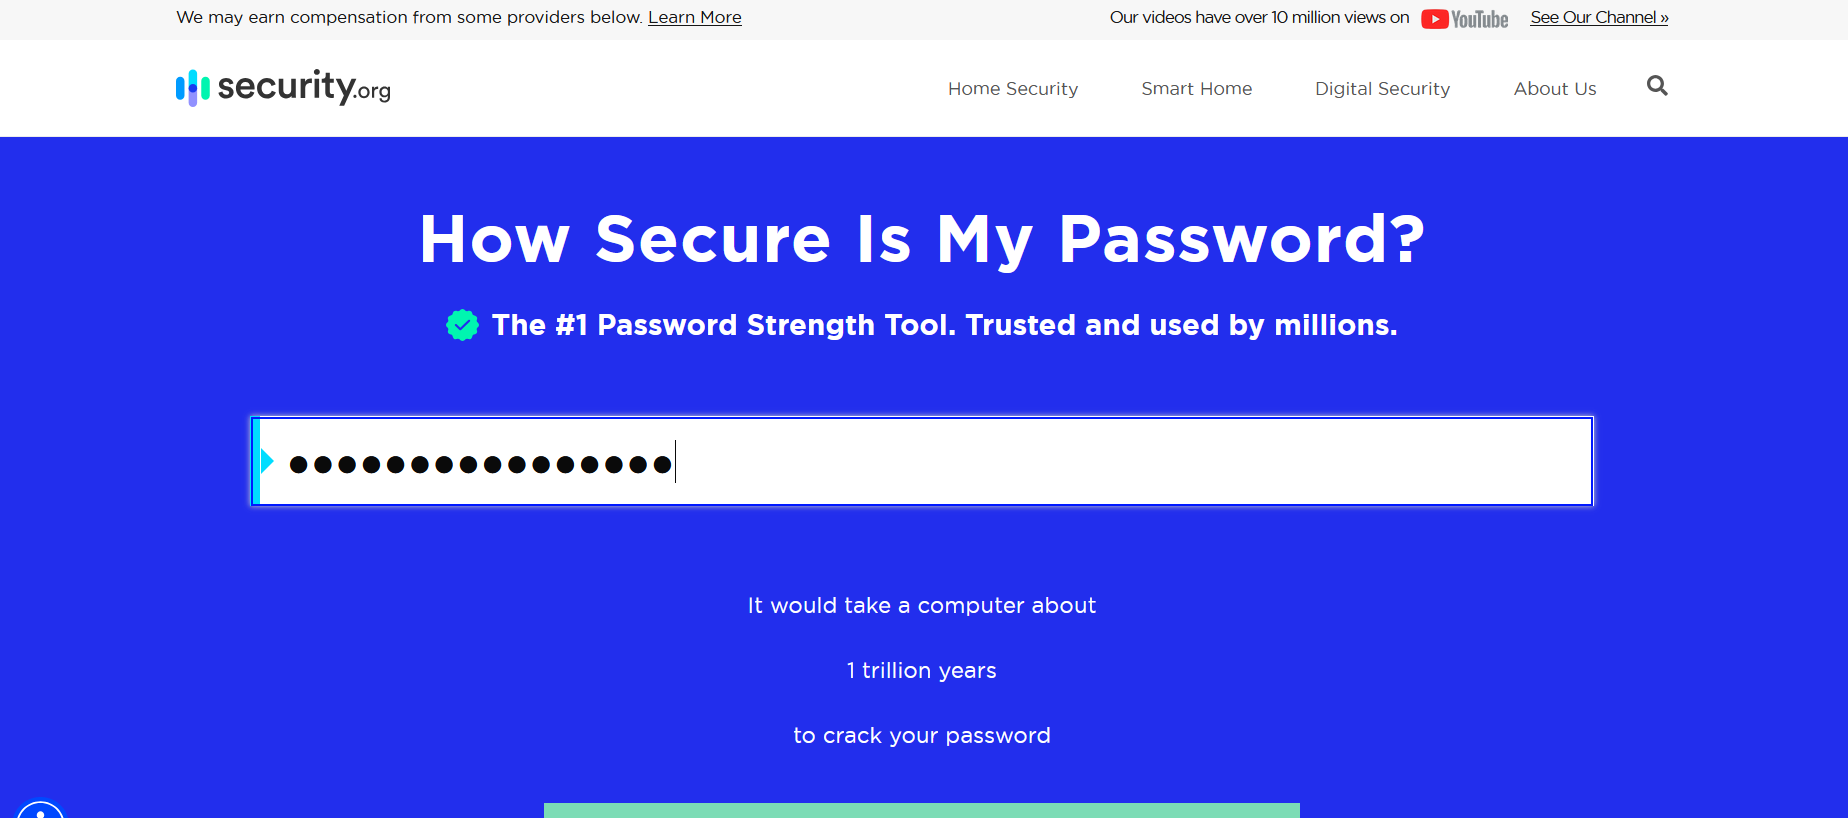 We may earn compensation from some providers below. Learn More
Our videos have over 10 million views on YouTube See Our Channel »
security.org
Home Security Smart Home Digital Security About Us
How Secure Is My Password?
The #1 Password Strength Tool. Trusted and used by millions.
●●●●●●●●●●●●●●●●
It would take a computer about
1 trillion years
to crack your password